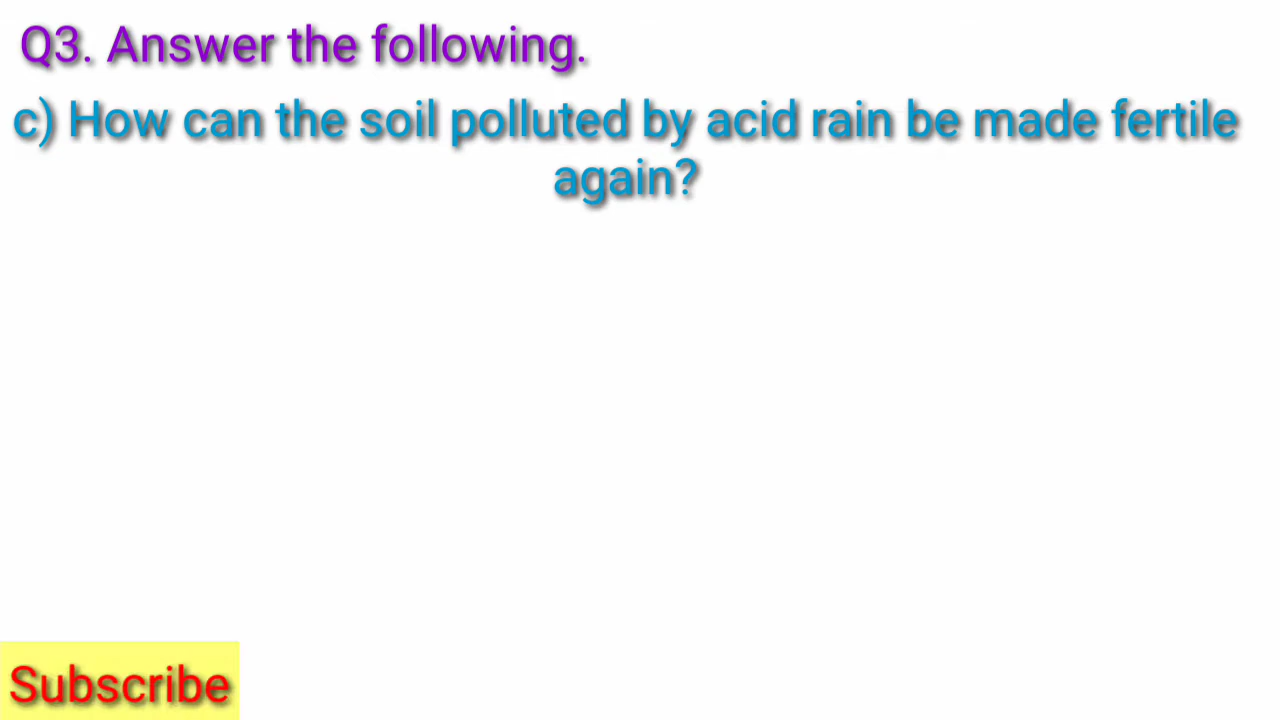 Q3. Answer the following.
c) How can the soil polluted by acid rain be made fertile
again?
Subscribe